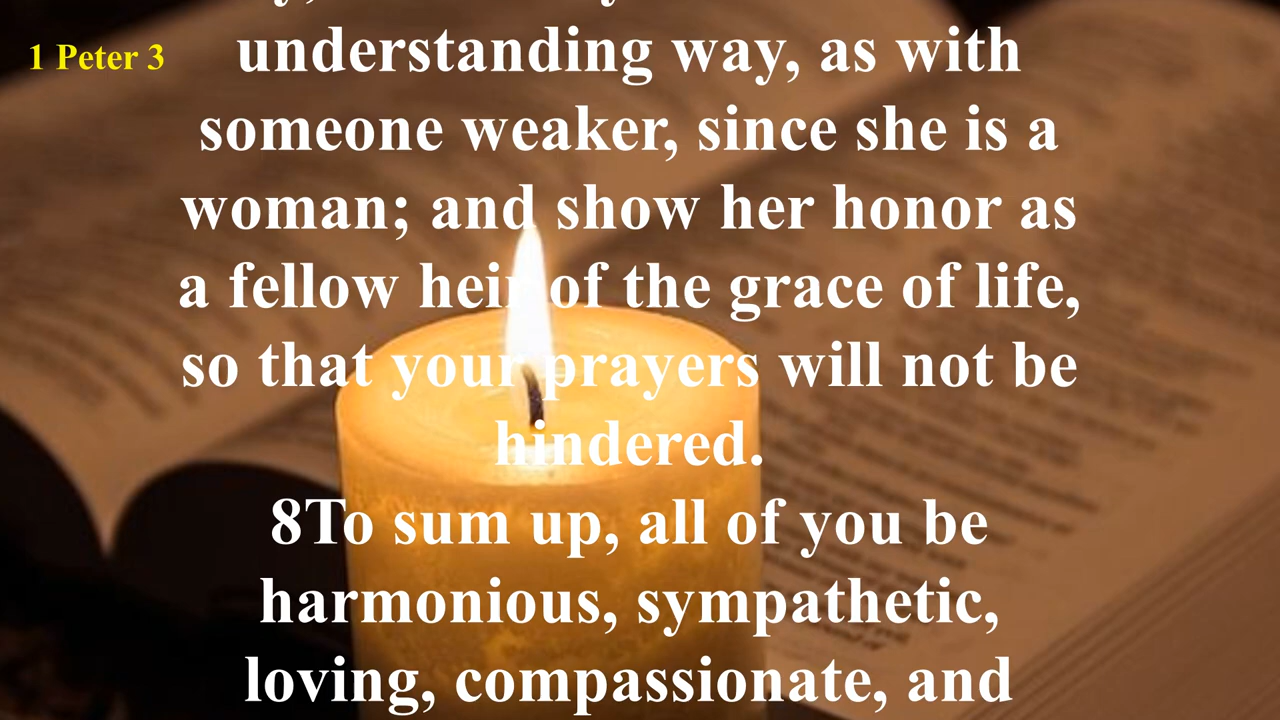 1 Peter 3
understanding way, as with
someone weaker, since she is a
woman; and show her honor as
a fellow heir of the grace of life,
so that your prayers will not be
hindered.
8To sum up, all of you be
harmonious, sympathetic,
loving, compassionate, and